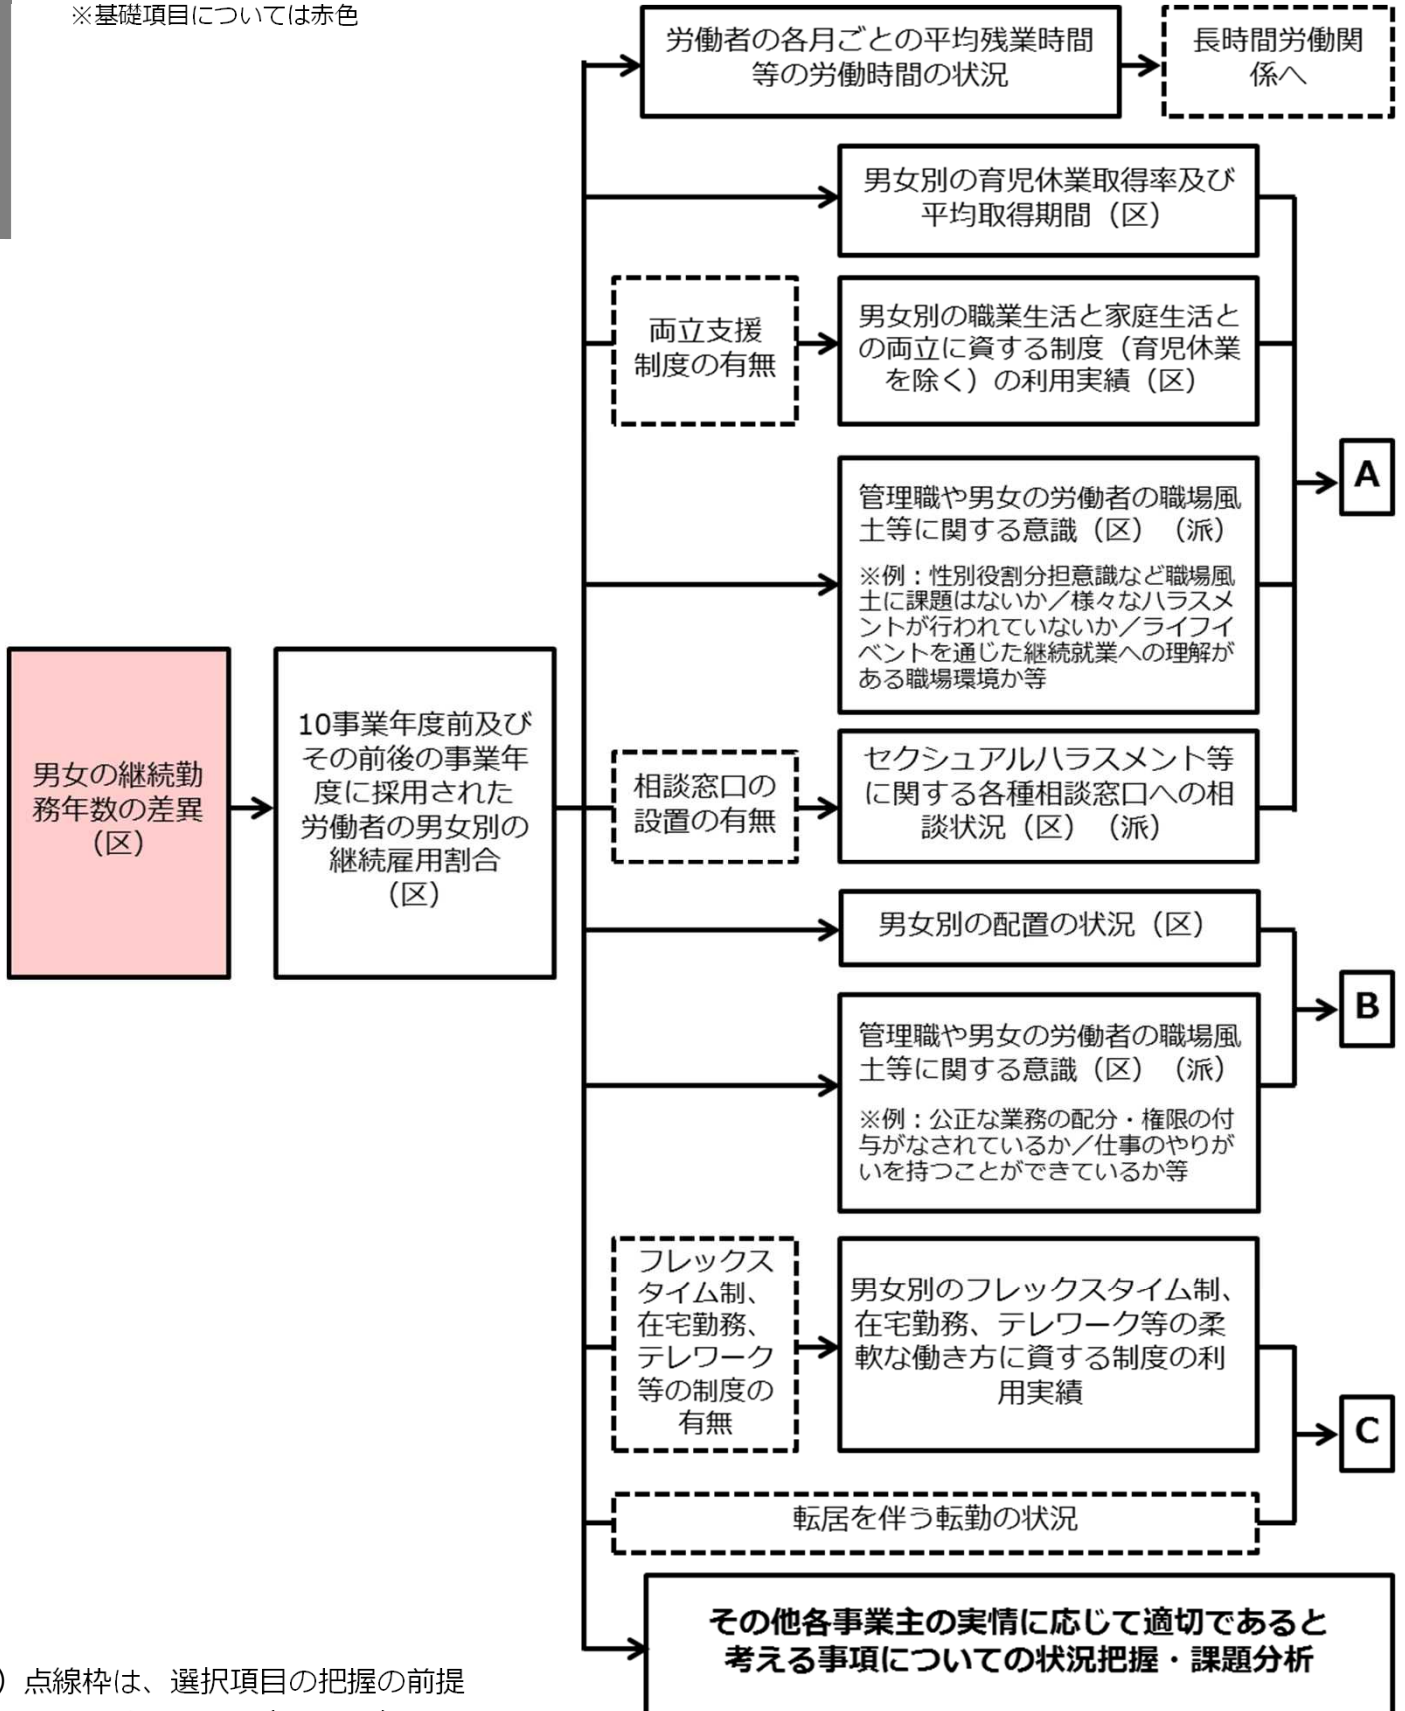 ※基礎項目については赤色
労働者の各月ごとの平均残業時間
等の労働時間の状況
長時間労働関
係へ
男女別の育児休業取得率及び
平均取得期間（区）
両立支援
制度の有無
男女別の職業生活と家庭生活と
の両立に資する制度（育児休業
を除く）の利用実績（区）
管理職や男女の労働者の職場風
土等に関する意識（区）（派）
※例：性別役割分担意識など職場風
土に課題はないか／様々なハラスメ
ントが行われていないか／ライフイ
ベントを通じた継続就業への理解が
ある職場環境か等
A
男女の継続勤
務年数の差異
（区）
10事業年度前及び
その前後の事業年
度に採用された
労働者の男女別の
継続雇用割合
（区）
相談窓口の
設置の有無
セクシュアルハラスメント等
に関する各種相談窓口への相
談状況（区）（派）
男女別の配置の状況（区）
管理職や男女の労働者の職場風
土等に関する意識（区）（派）
※例：公正な業務の配分・権限の付
与がなされているか／仕事のやりが
いを持つことができているか等
B
フレックス
タイム制、
在宅勤務、
テレワーク
等の制度の
有無
男女別のフレックスタイム制、
在宅勤務、テレワーク等の柔
軟な働き方に資する制度の利
用実績
C
転居を伴う転勤の状況
その他各事業主の実情に応じて適切であると
考える事項についての状況把握・課題分析
）点線枠は、選択項目の把握の前提